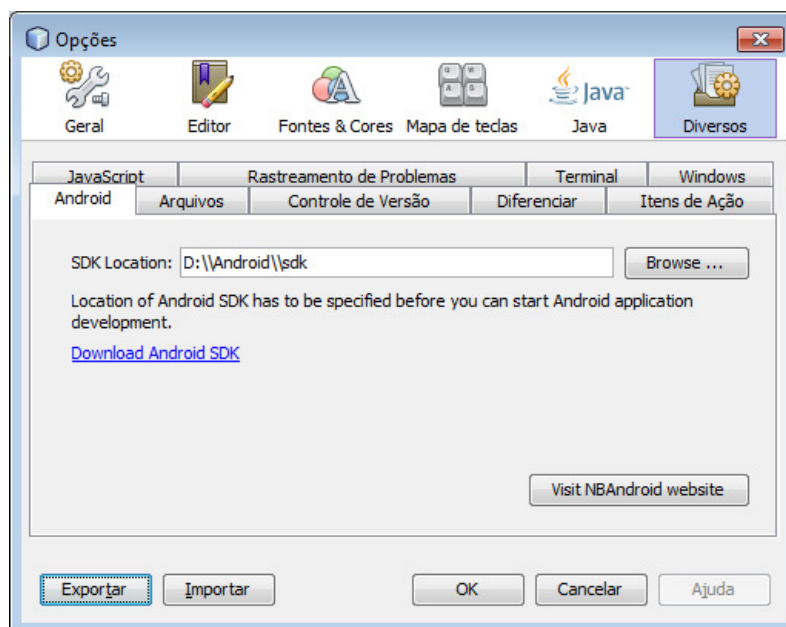 Opções
Geral
Editor
Fontes & Cores
Mapa de teclas
Java
Java
Diversos
JavaScript
Rastreamento de Problemas
Terminal
Windows
Android
Arquivos
Controle de Versão
Diferenciar
Itens de Ação
SDK Location: D:\\Android\\sdk
Browse ...
Location of Android SDK has to be specified before you can start Android application
development.
Download Android SDK
Visit NBAndroid website
Exportar
Importar
OK
Cancelar
Ajuda